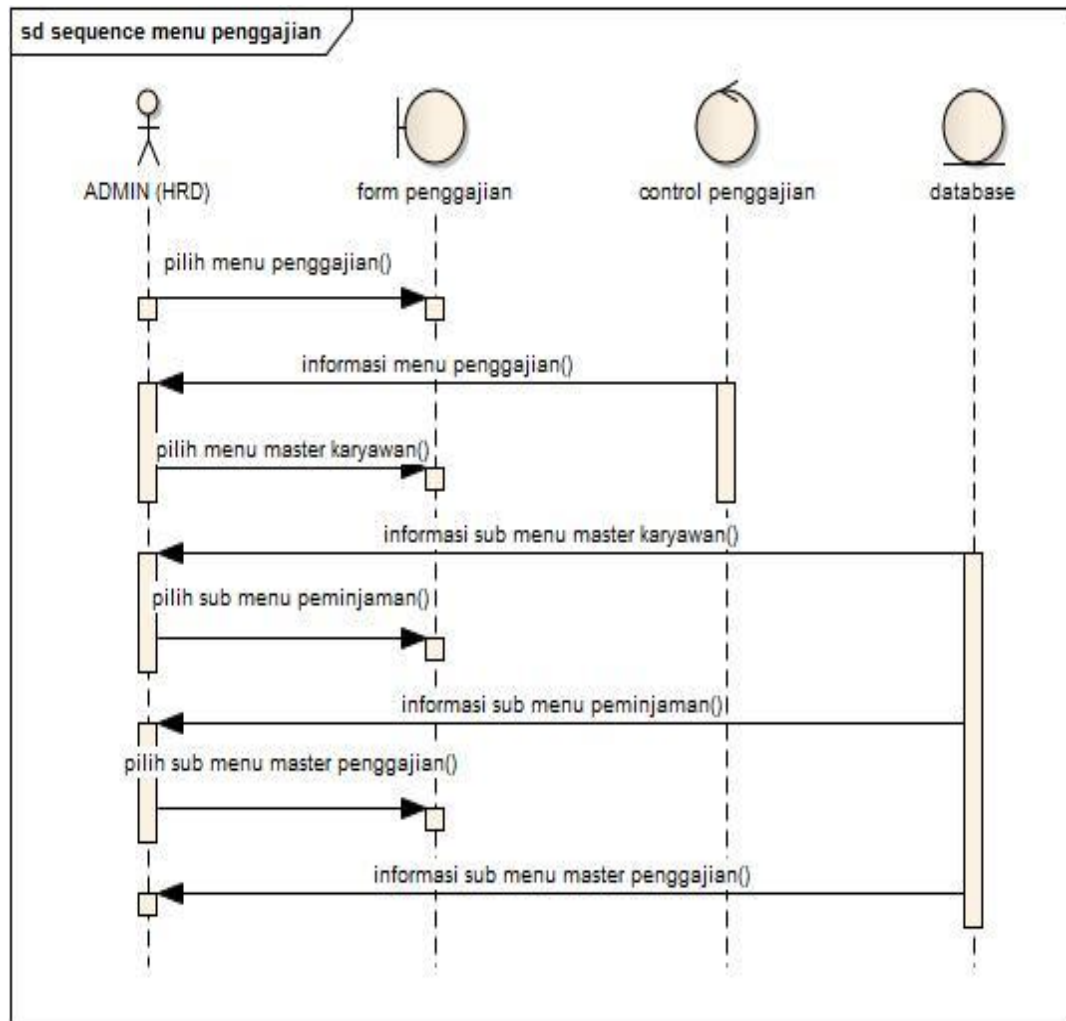 sd sequence menu penggajian
ADMIN (HRD)
form penggajian
control penggajian
database
pilih menu penggajian()
informasi menu penggajian()
pilih menu master karyawan()
informasi sub menu master karyawan()
pilih sub menu peminjaman()
informasi sub menu peminjaman()
pilih sub menu master penggajian()
informasi sub menu master penggajian()